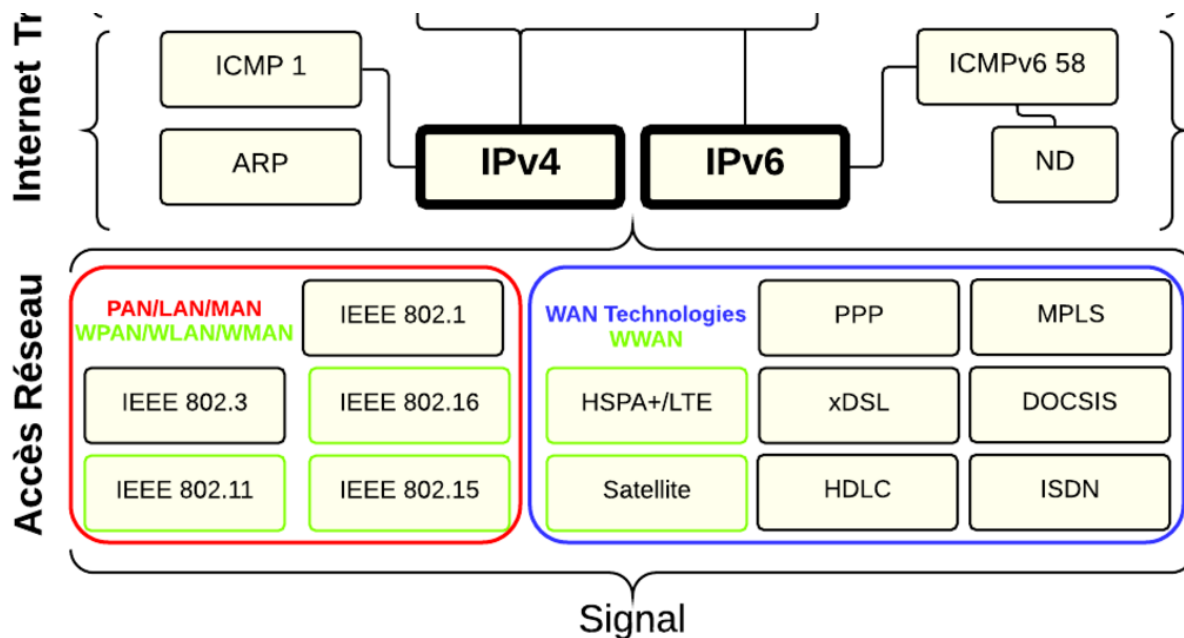 Internet Tr
ICMP 1
ICMPv6 58
ARP
IPv4
IPv6
ND
Accès Réseau
PAN/LAN/MAN
WPAN/WLAN/WMAN
IEEE 802.1
IEEE 802.3
IEEE 802.16
IEEE 802.11
IEEE 802.15
WAN Technologies
WWAN
PPP
MPLS
HSPA+/LTE
xDSL
DOCSIS
Satellite
HDLC
ISDN
Signal